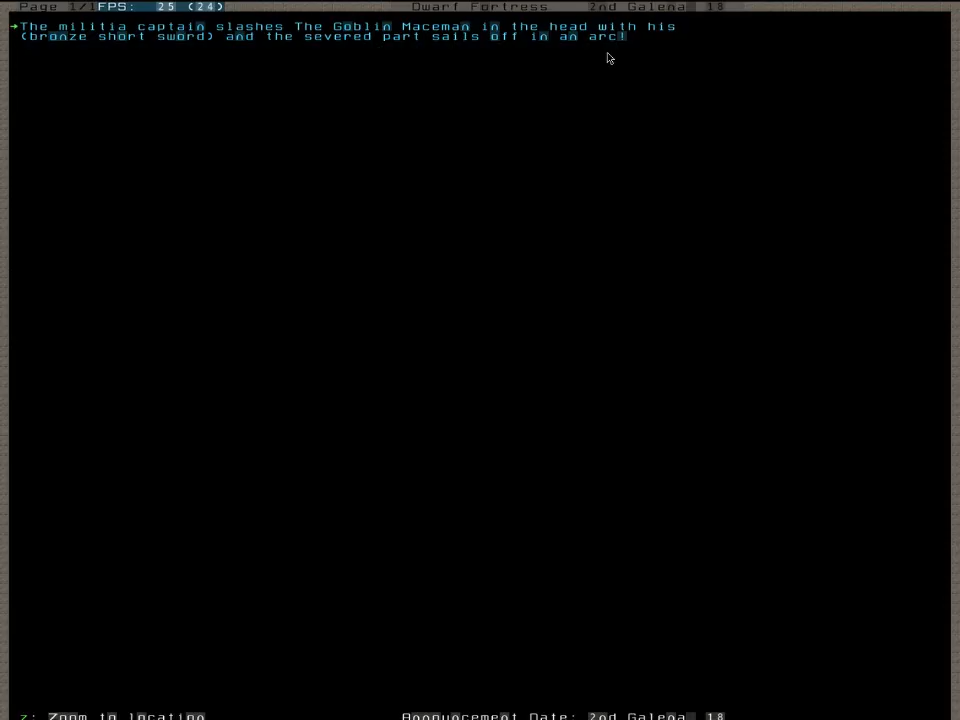 Page 1/1FPS: 25 (24) Dwarf Fortress 2nd Galena 18
The militia captain slashes The Goblin Maceman in the head with his
(bronze short sword) and the severed part sails off in an arc!
z: Zoom to location Announcement Date: 2nd Galena 18